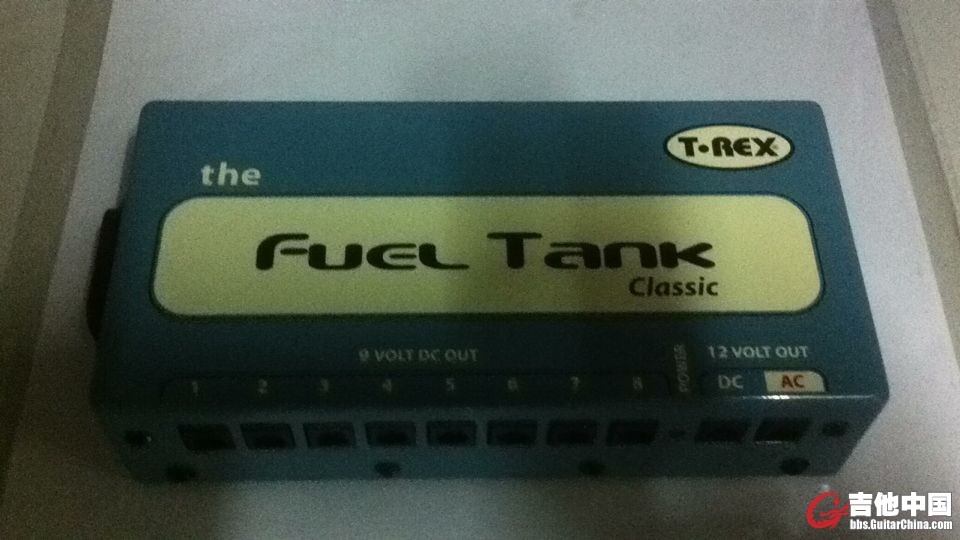 T·REX
the
Fuel Tank
Classic
9 VOLT DC OUT
POWER
12 VOLT OUT
1 2 3 4 5 6 7 8
DC AC
吉他中国
bbs.GuitarChina.com